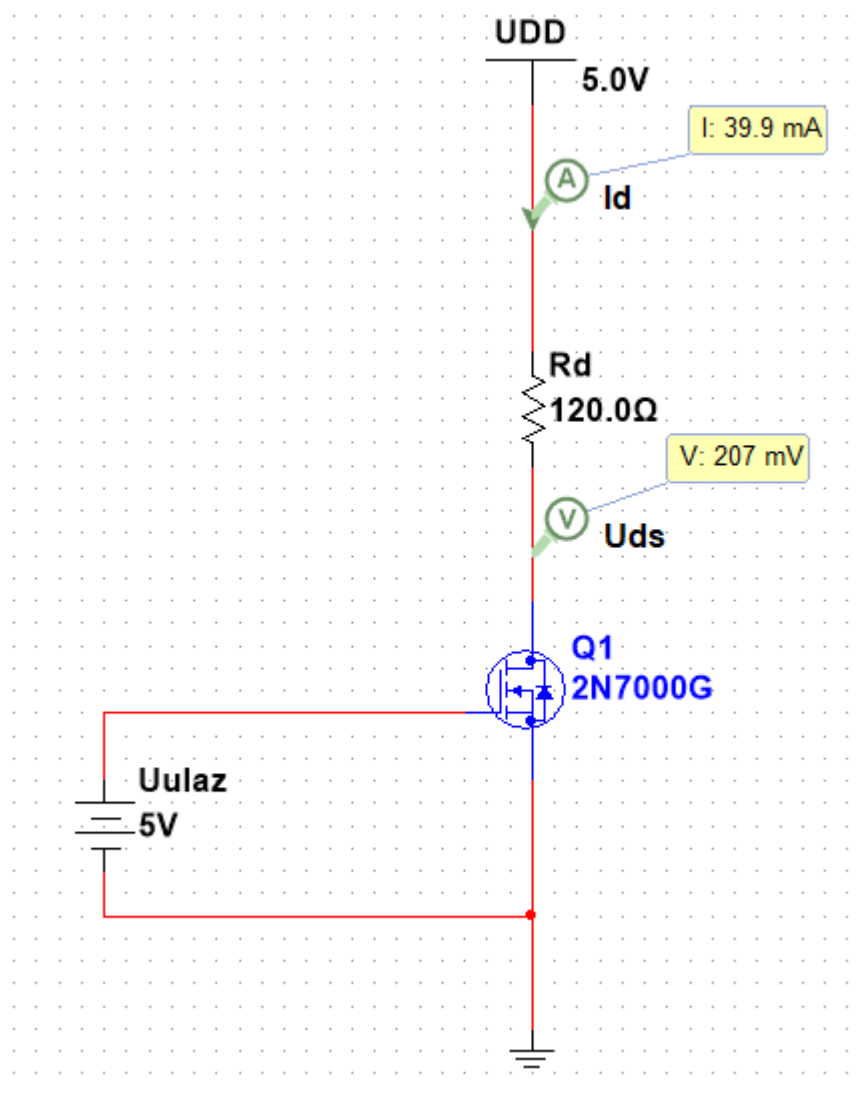 UDD
5.0V
I: 39.9 mA
A
Id
Rd
120.0Ω
V: 207 mV
V
Uds
Q1
2N7000G
Uulaz
5V